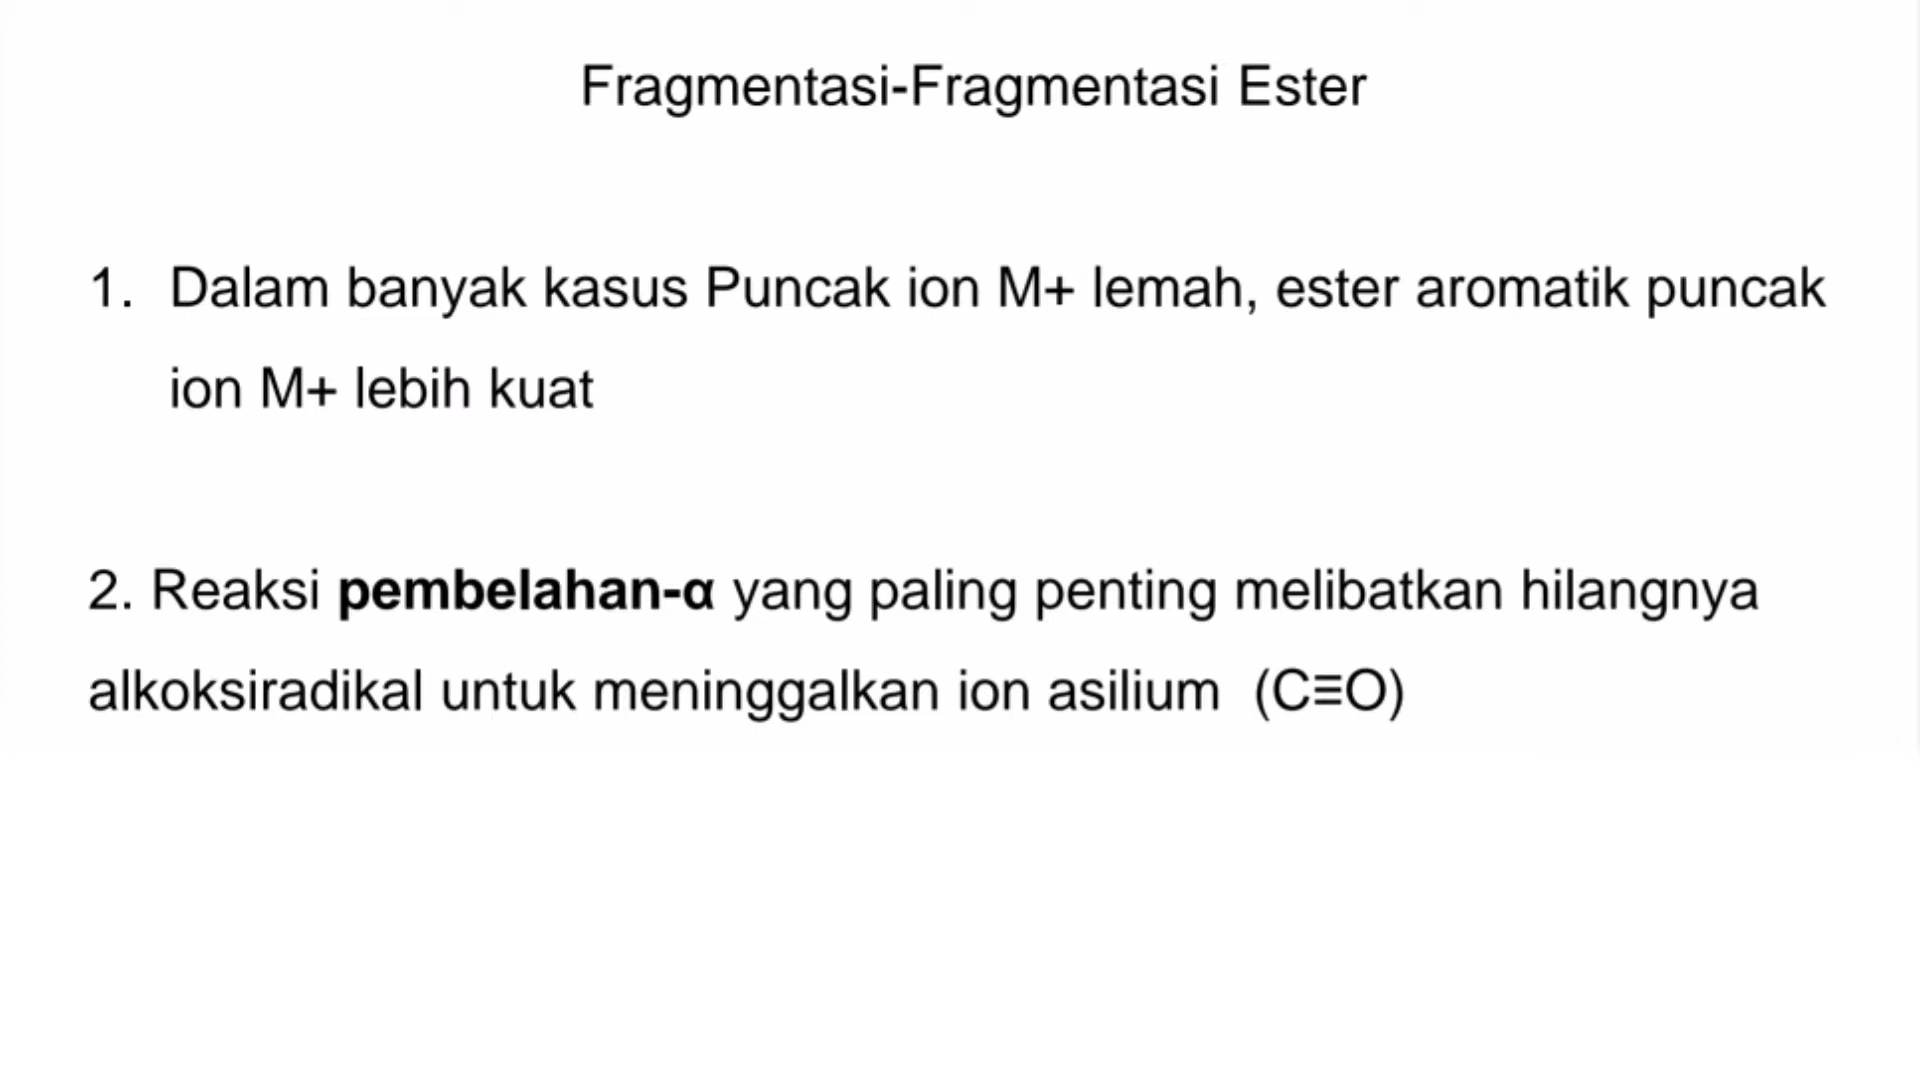 Fragmentasi-Fragmentasi Ester
1. Dalam banyak kasus Puncak ion M+ lemah, ester aromatik puncak
ion M+ lebih kuat
2. Reaksi pembelahan-α yang paling penting melibatkan hilangnya
alkoksiradikal untuk meninggalkan ion asilium (C≡O)